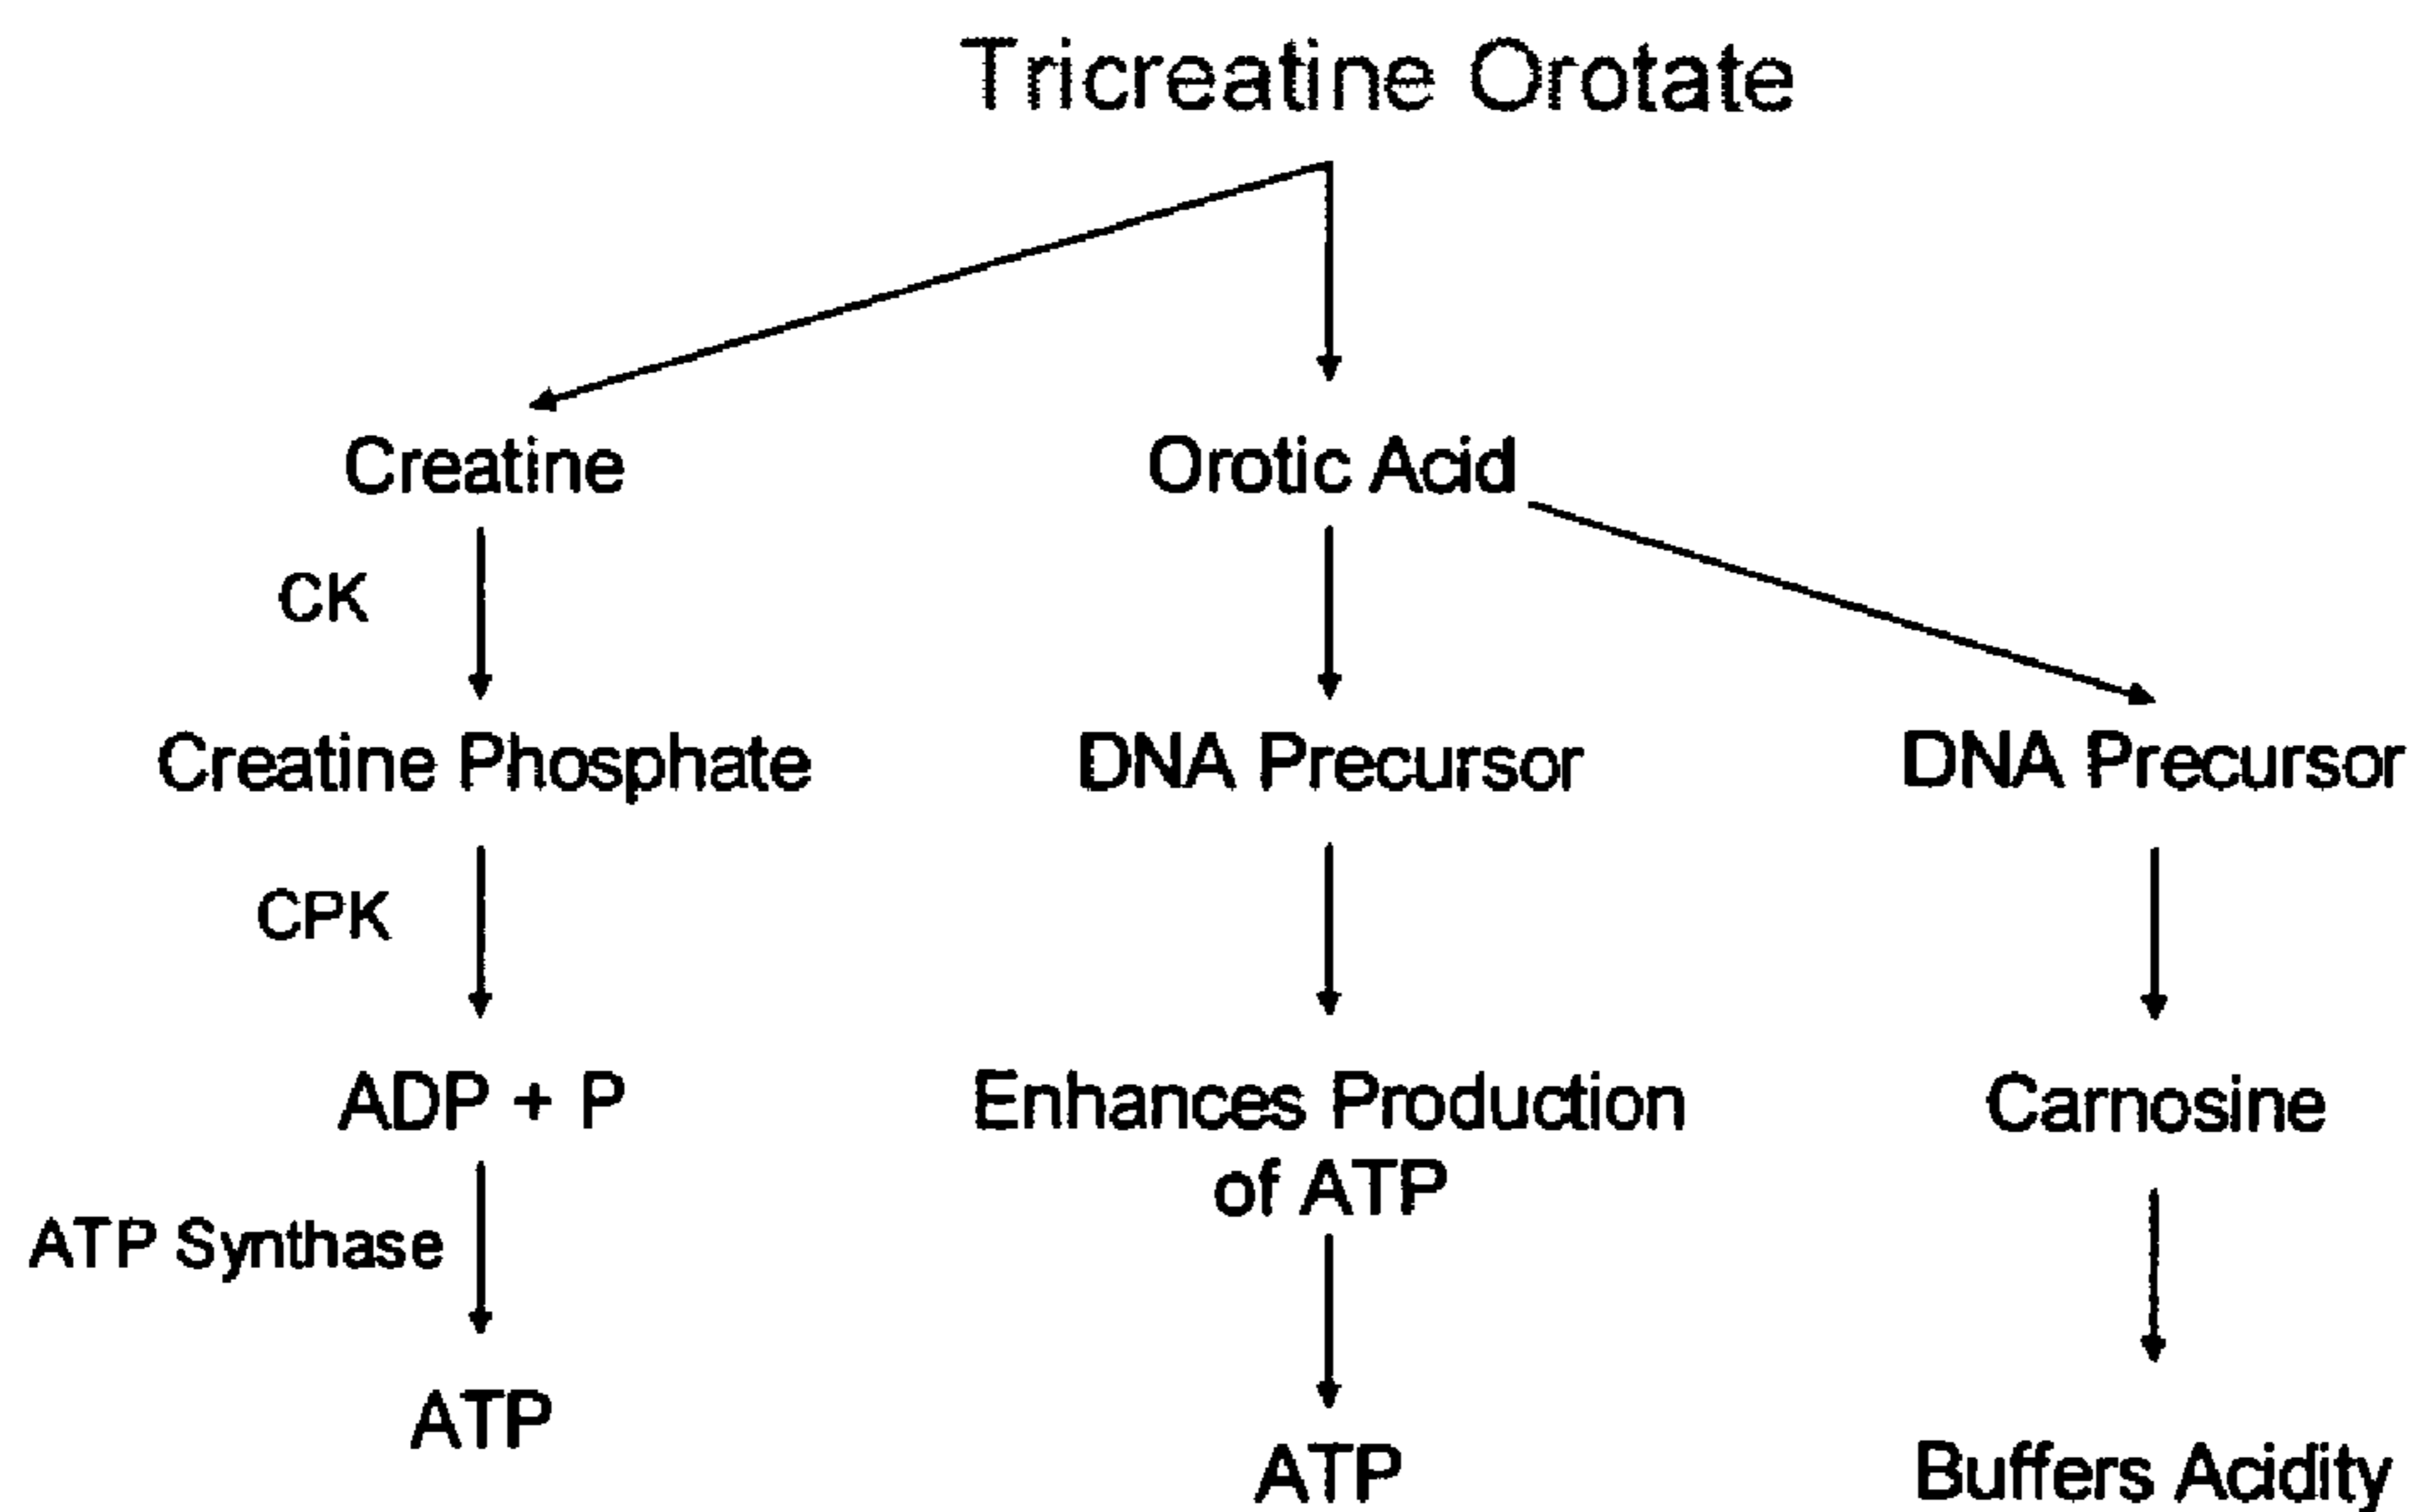 Tricreatine Orotate
Creatine
Orotic Acid
CK
Creatine Phosphate
DNA Precursor
DNA Precursor
CPK
ADP + P
Enhances Production
of ATP
Carnosine
ATP Synthase
ATP
ATP
Buffers Acidity